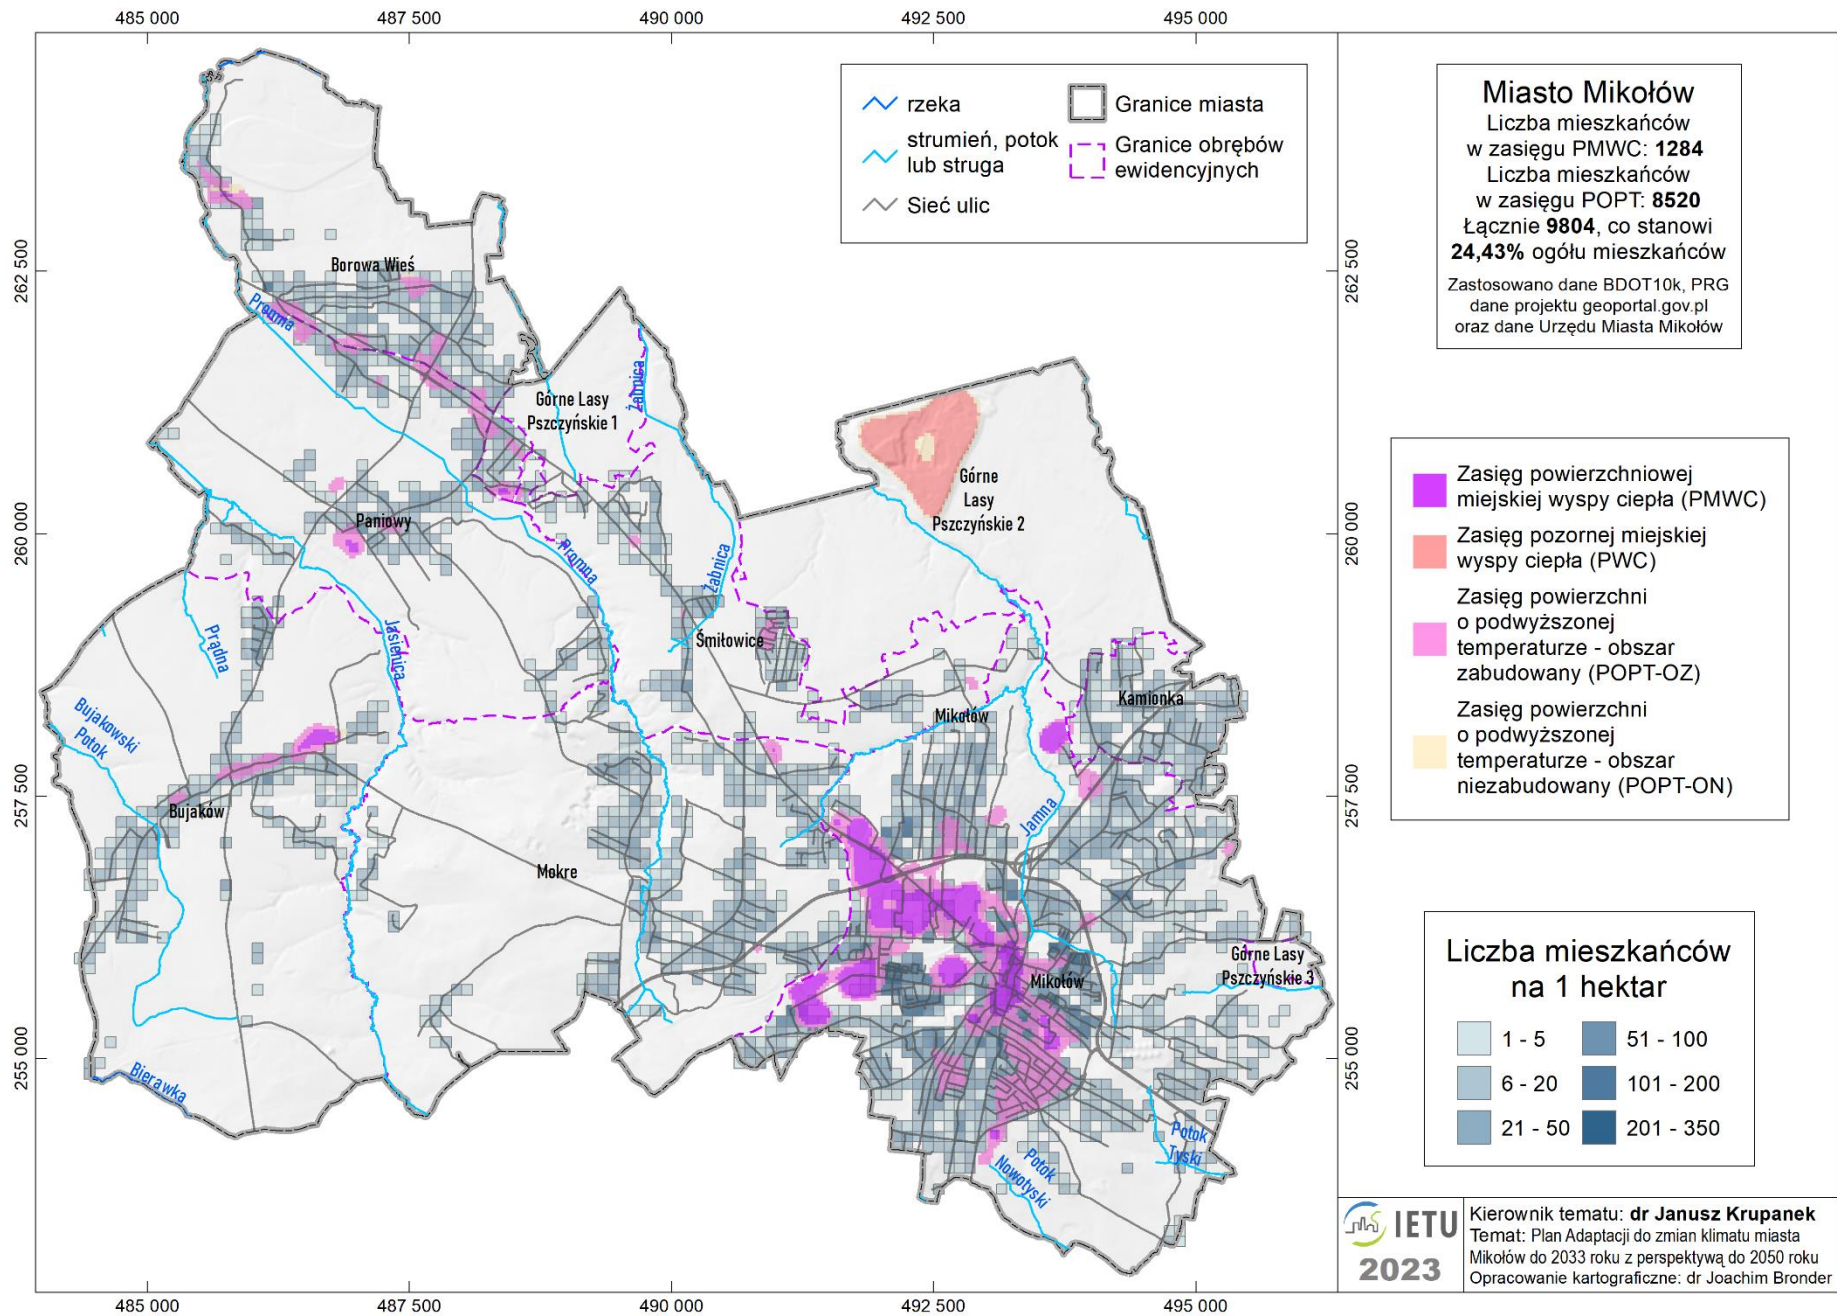 485 000
487 500
490 000
492 500
495 000
rzeka
strumień, potok
lub struga
Sieć ulic
Granice miasta
Granice obrębów
ewidencyjnych
Miasto Mikołów
Liczba mieszkańców
w zasięgu PMWC: 1284
Liczba mieszkańców
w zasięgu POPT: 8520
Łącznie 9804, co stanowi
24,43% ogółu mieszkańców
Zastosowano dane BDOT10k, PRG
dane projektu geoportal.gov.pl
oraz dane Urzędu Miasta Mikołów
262 500
262 500
Borowa Wieś
Promna
Górne Lasy
Pszczyńskie 1
Żabnica
Górne
Lasy
Pszczyńskie 2
260 000
260 000
Paniowy
Promna
Żabnica
Prądna
Jasienica
Śmiłowice
Kamionka
Mikołów
Bujakowski
Potok
257 500
257 500
Bujaków
Jamna
Mokre
Górne Lasy
Pszczyńskie 3
Mikołów
255 000
255 000
Bierawka
Potok
Tyski
Potok
Nowotyski
Zasięg powierzchniowej
miejskiej wyspy ciepła (PMWC)
Zasięg pozornej miejskiej
wyspy ciepła (PWC)
Zasięg powierzchni
o podwyższonej
temperaturze - obszar
zabudowany (POPT-OZ)
Zasięg powierzchni
o podwyższonej
temperaturze - obszar
niezabudowany (POPT-ON)
Liczba mieszkańców
na 1 hektar
1 - 5
51 - 100
6 - 20
101 - 200
21 - 50
201 - 350
IETU
2023
Kierownik tematu: dr Janusz Krupanek
Temat: Plan Adaptacji do zmian klimatu miasta
Mikołów do 2033 roku z perspektywą do 2050 roku
Opracowanie kartograficzne: dr Joachim Bronder
485 000
487 500
490 000
492 500
495 000